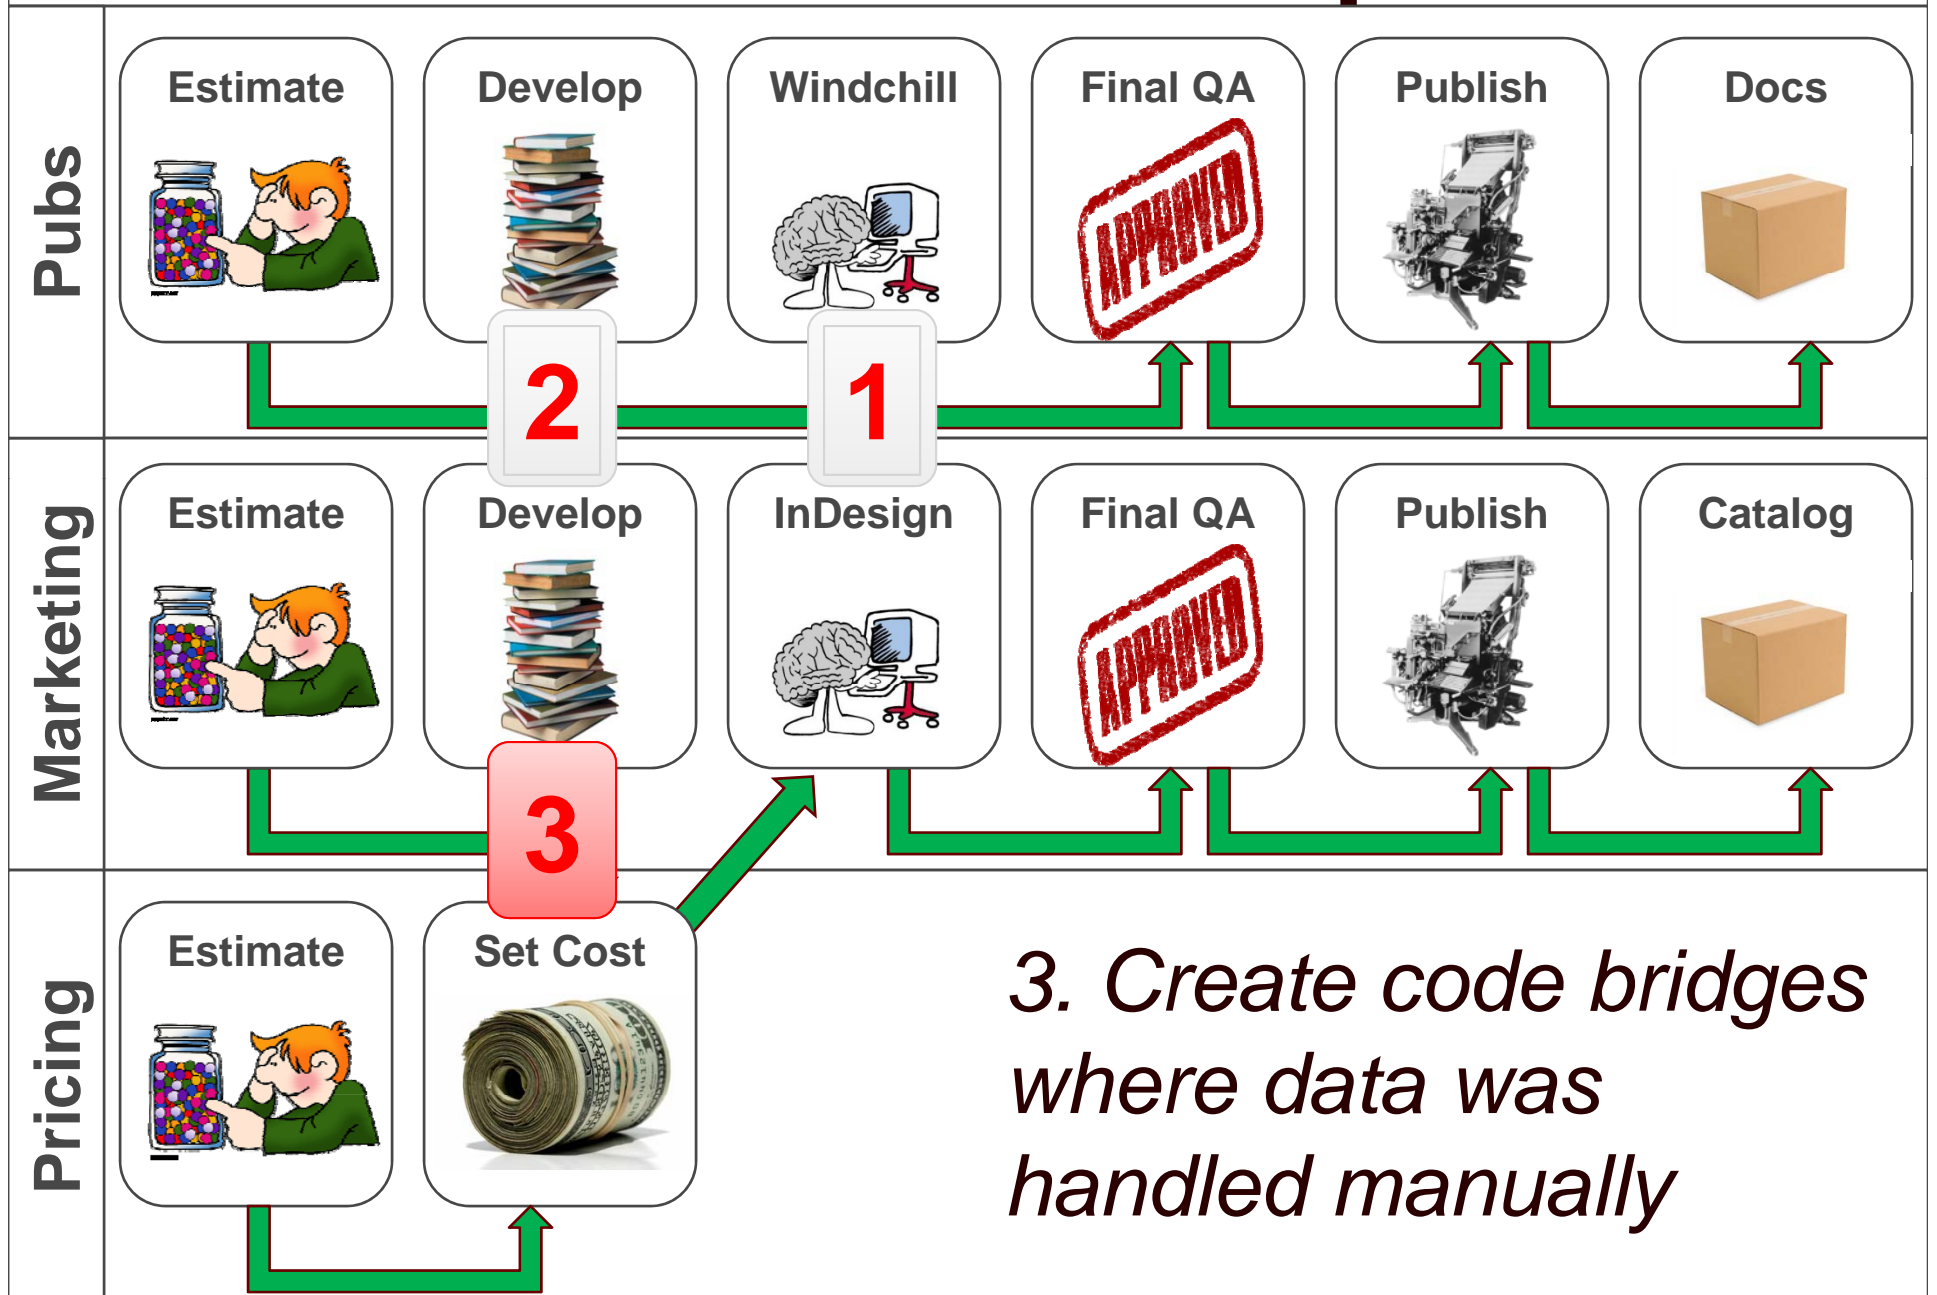 Pubs
Estimate
Develop
Windchill
Final QA
Publish
Docs
APPROVED
2
1
Marketing
Estimate
Develop
InDesign
Final QA
Publish
Catalog
APPROVED
3
Pricing
Estimate
Set Cost
3. Create code bridges
where data was
handled manually